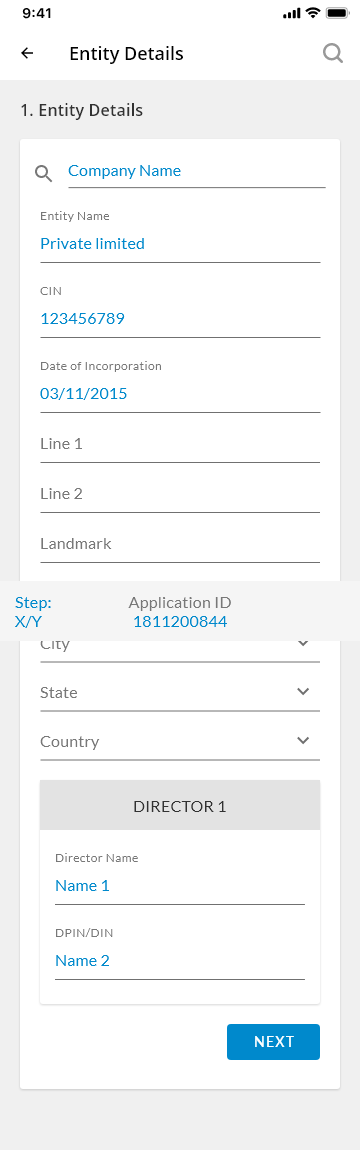 9:41
Entity Details
1. Entity Details
Company Name
Entity Name
Private limited
CIN
123456789
Date of Incorporation
03/11/2015
Line 1
Line 2
Landmark
Step: Application ID
X/Y 1811200844
City
State
Country
DIRECTOR 1
Director Name
Name 1
DPIN/DIN
Name 2
NEXT